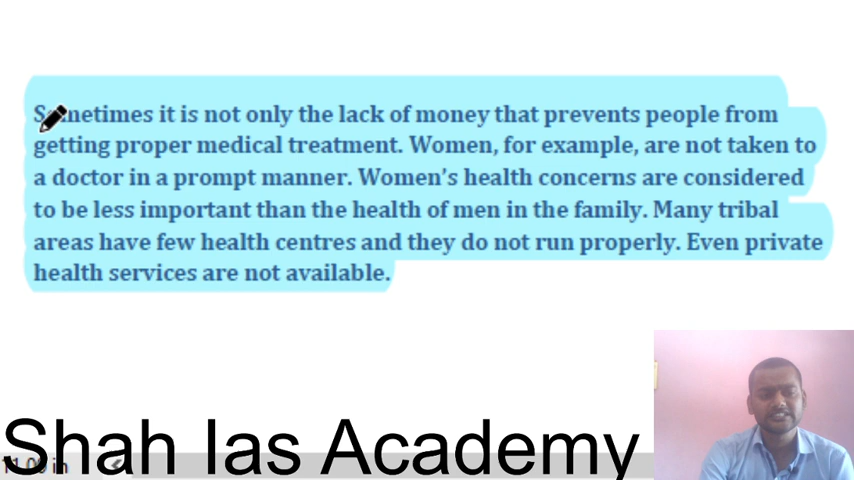 Sometimes it is not only the lack of money that prevents people from
getting proper medical treatment. Women, for example, are not taken to
a doctor in a prompt manner. Women's health concerns are considered
to be less important than the health of men in the family. Many tribal
areas have few health centres and they do not run properly. Even private
health services are not available.
Shah Ias Academy